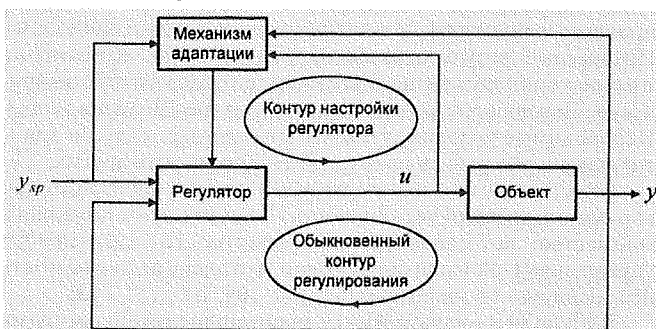 Механизм
адаптации
Контур настройки
регулятора
y_sp
Регулятор
u
Объект
y
Обыкновенный
контур
регулирования